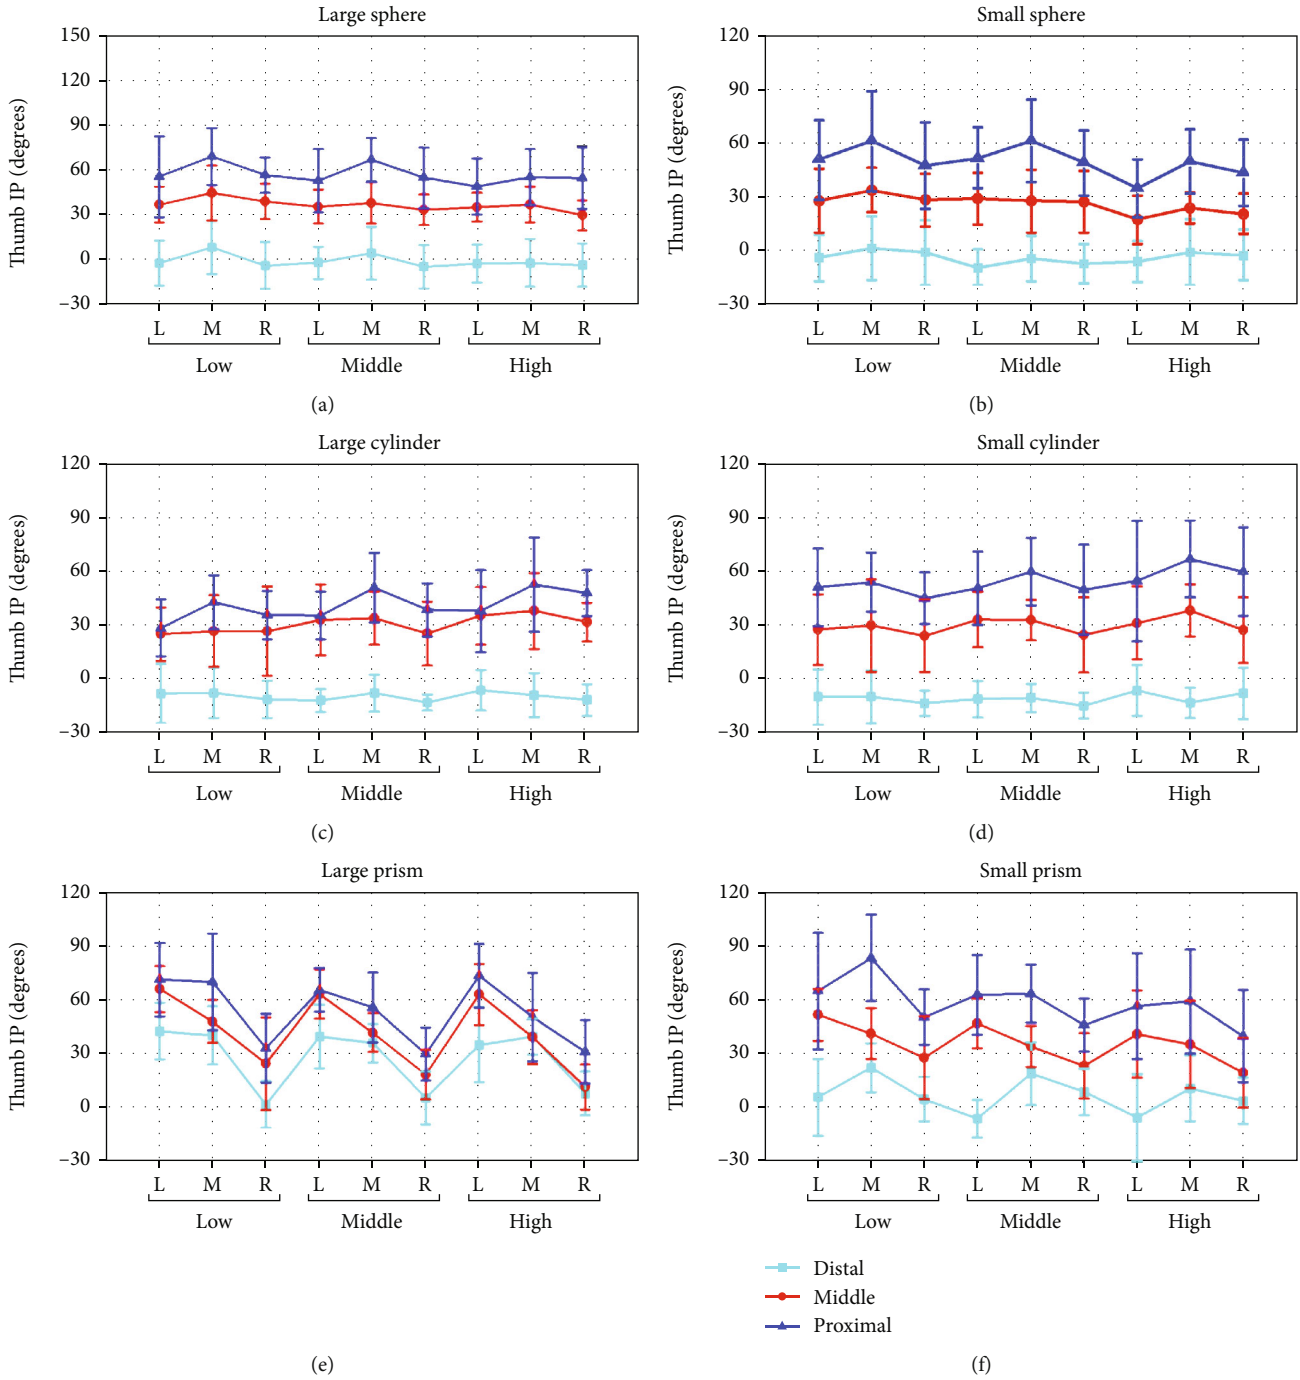 Large sphere
Thumb IP (degrees)
150
120
90
60
30
0
–30
L M R L M R L M R
Low Middle High
(a)
Small sphere
Thumb IP (degrees)
120
90
60
30
0
–30
L M R L M R L M R
Low Middle High
(b)
Large cylinder
Thumb IP (degrees)
120
90
60
30
0
–30
L M R L M R L M R
Low Middle High
(c)
Small cylinder
Thumb IP (degrees)
120
90
60
30
0
–30
L M R L M R L M R
Low Middle High
(d)
Large prism
Thumb IP (degrees)
120
90
60
30
0
–30
L M R L M R L M R
Low Middle High
(e)
Small prism
Thumb IP (degrees)
120
90
60
30
0
–30
L M R L M R L M R
Low Middle High
Distal
Middle
Proximal
(f)